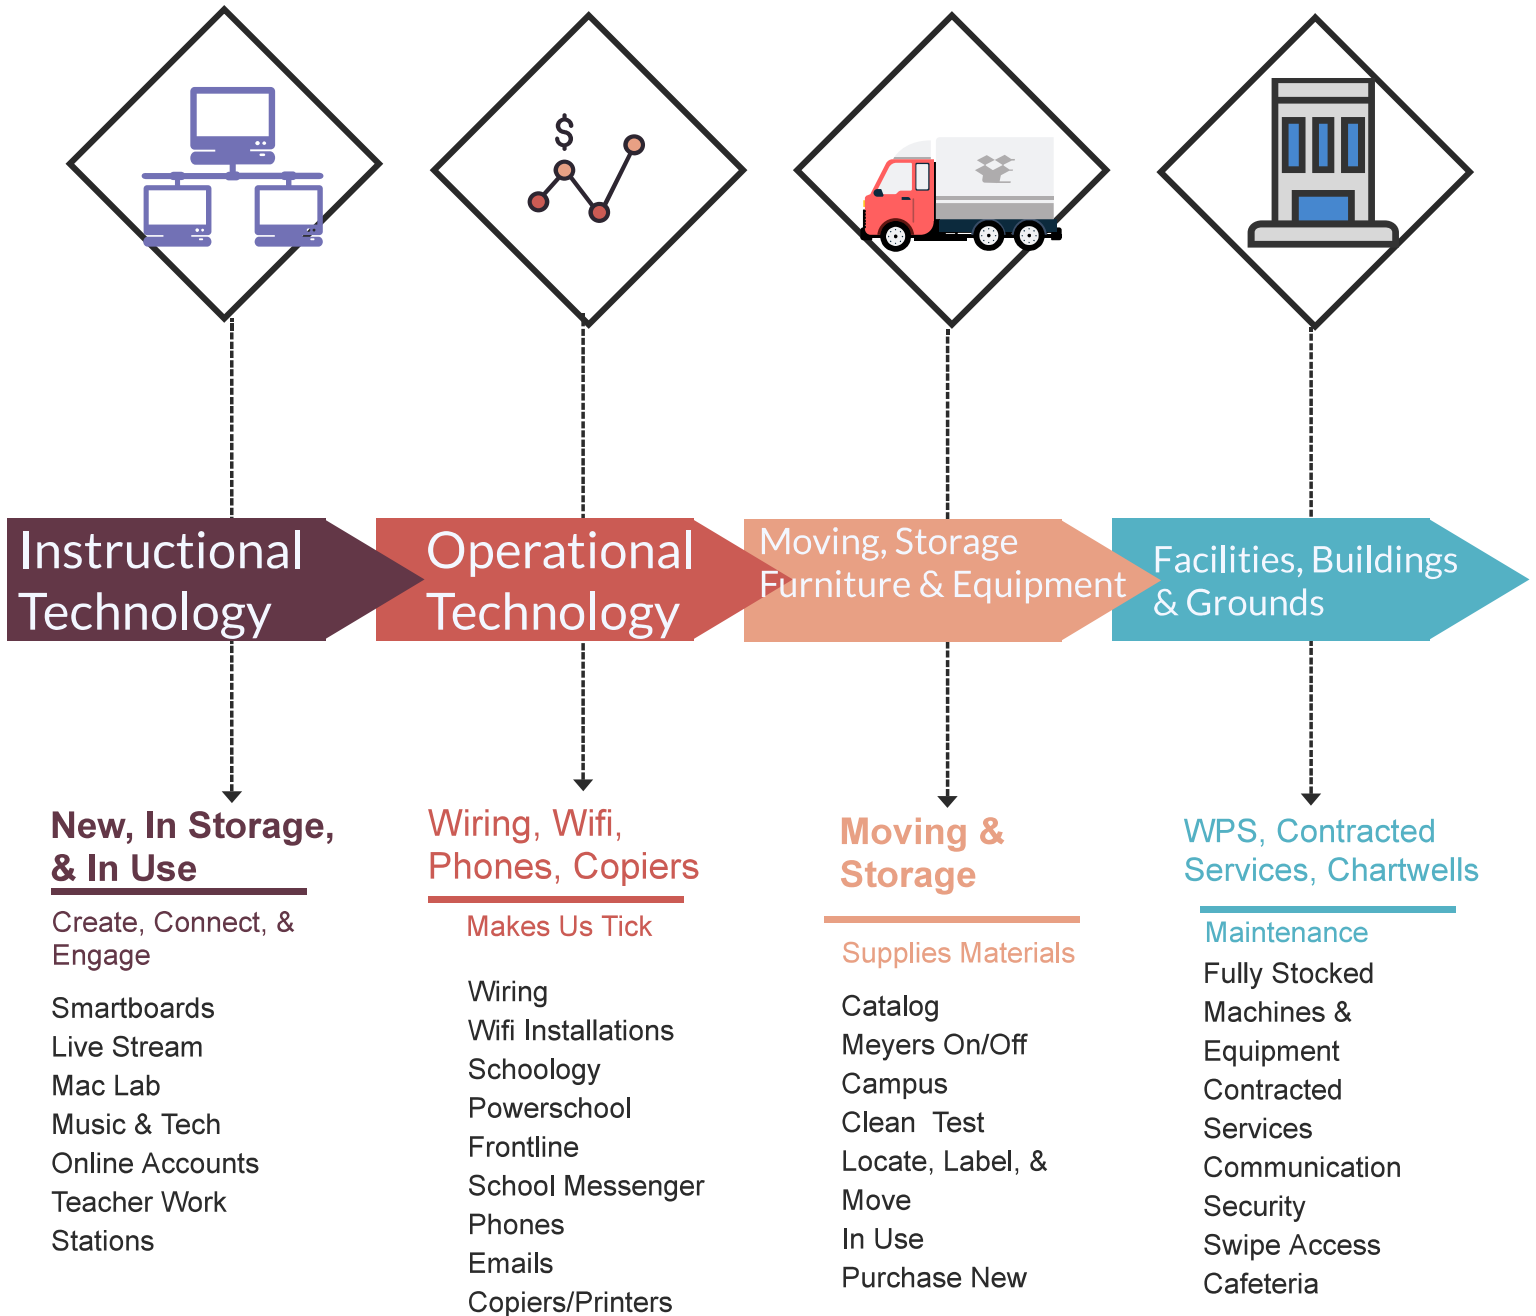 $
Instructional
Technology
Operational
Technology
Moving, Storage
Furniture & Equipment
Facilities, Buildings
& Grounds
New, In Storage,
& In Use
Create, Connect, &
Engage
Smartboards
Live Stream
Mac Lab
Music & Tech
Online Accounts
Teacher Work
Stations
Wiring, Wifi,
Phones, Copiers
Makes Us Tick
Wiring
Wifi Installations
Schoology
Powerschool
Frontline
School Messenger
Phones
Emails
Copiers/Printers
Moving &
Storage
Supplies Materials
Catalog
Meyers On/Off
Campus
Clean  Test
Locate, Label, &
Move
In Use
Purchase New
WPS, Contracted
Services, Chartwells
Maintenance
Fully Stocked
Machines &
Equipment
Contracted
Services
Communication
Security
Swipe Access
Cafeteria